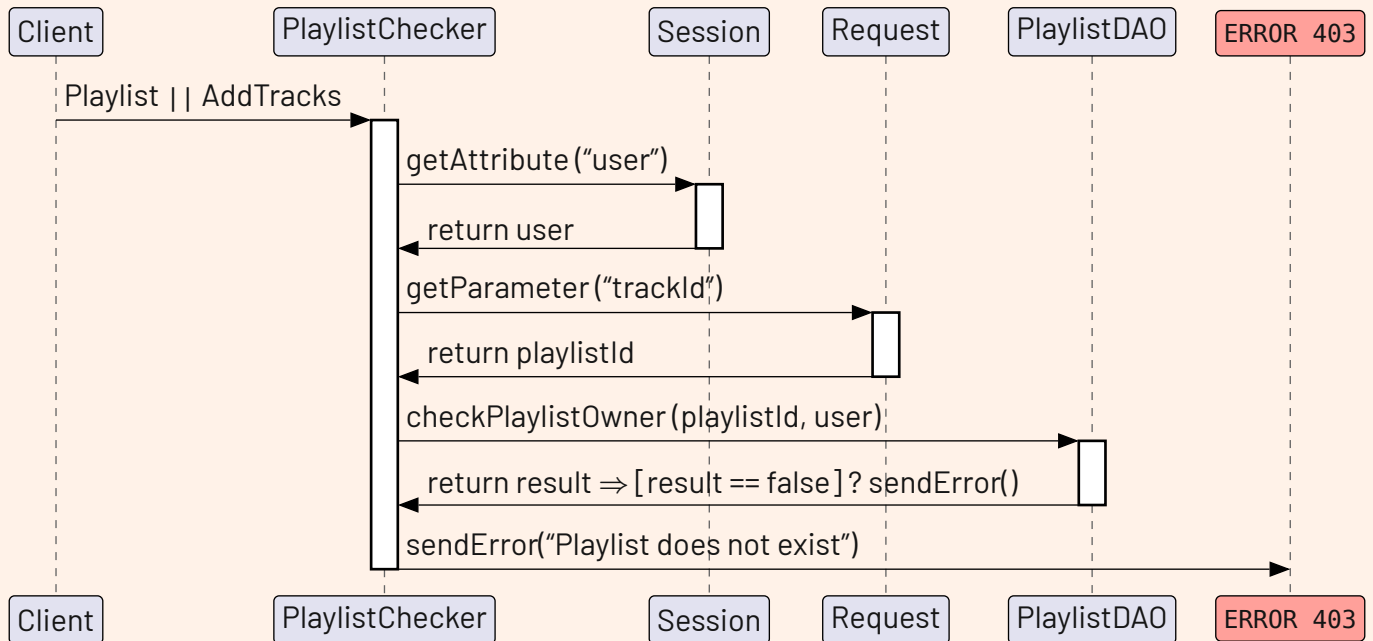 Client PlaylistChecker Session Request PlaylistDAO ERROR 403
Playlist || AddTracks
getAttribute(“user”)
return user
getParameter(“trackId”)
return playlistId
checkPlaylistOwner(playlistId, user)
return result ⇒ [result == false] ? sendError()
sendError(“Playlist does not exist”)
Client PlaylistChecker Session Request PlaylistDAO ERROR 403